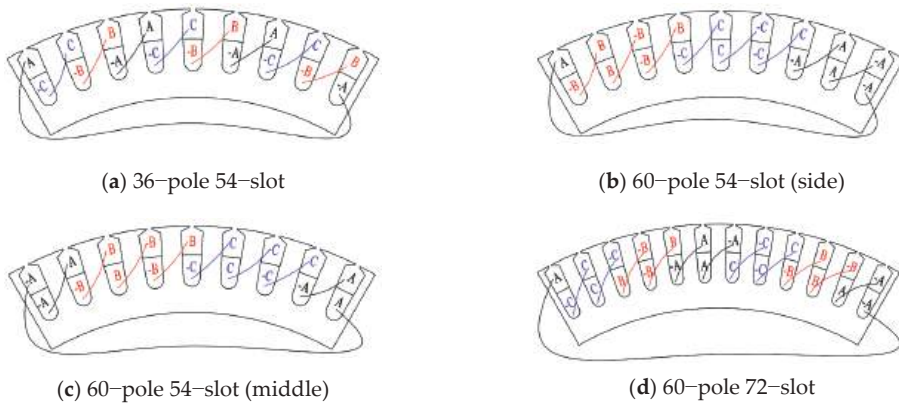 A C B A C B A C B
-C -B -A -C -B -A -C -B -A
A B -B B C -C C A -A
-B B -B C C -C -A A -A
(a) 36−pole 54−slot
(b) 60−pole 54−slot (side)
-A A -B B B C C C A
-A -B B -B -C C -C -A A
A C C -B B A -A -C C B -B -A
-C -C B -B -A A C -C -B B A -A
(c) 60−pole 54−slot (middle)
(d) 60−pole 72−slot